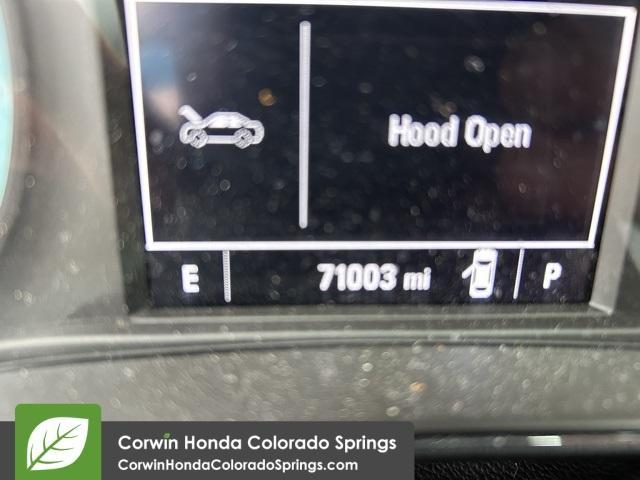 Hood Open
E 71003 mi P
Corwin Honda Colorado Springs
CorwinHondaColoradoSprings.com